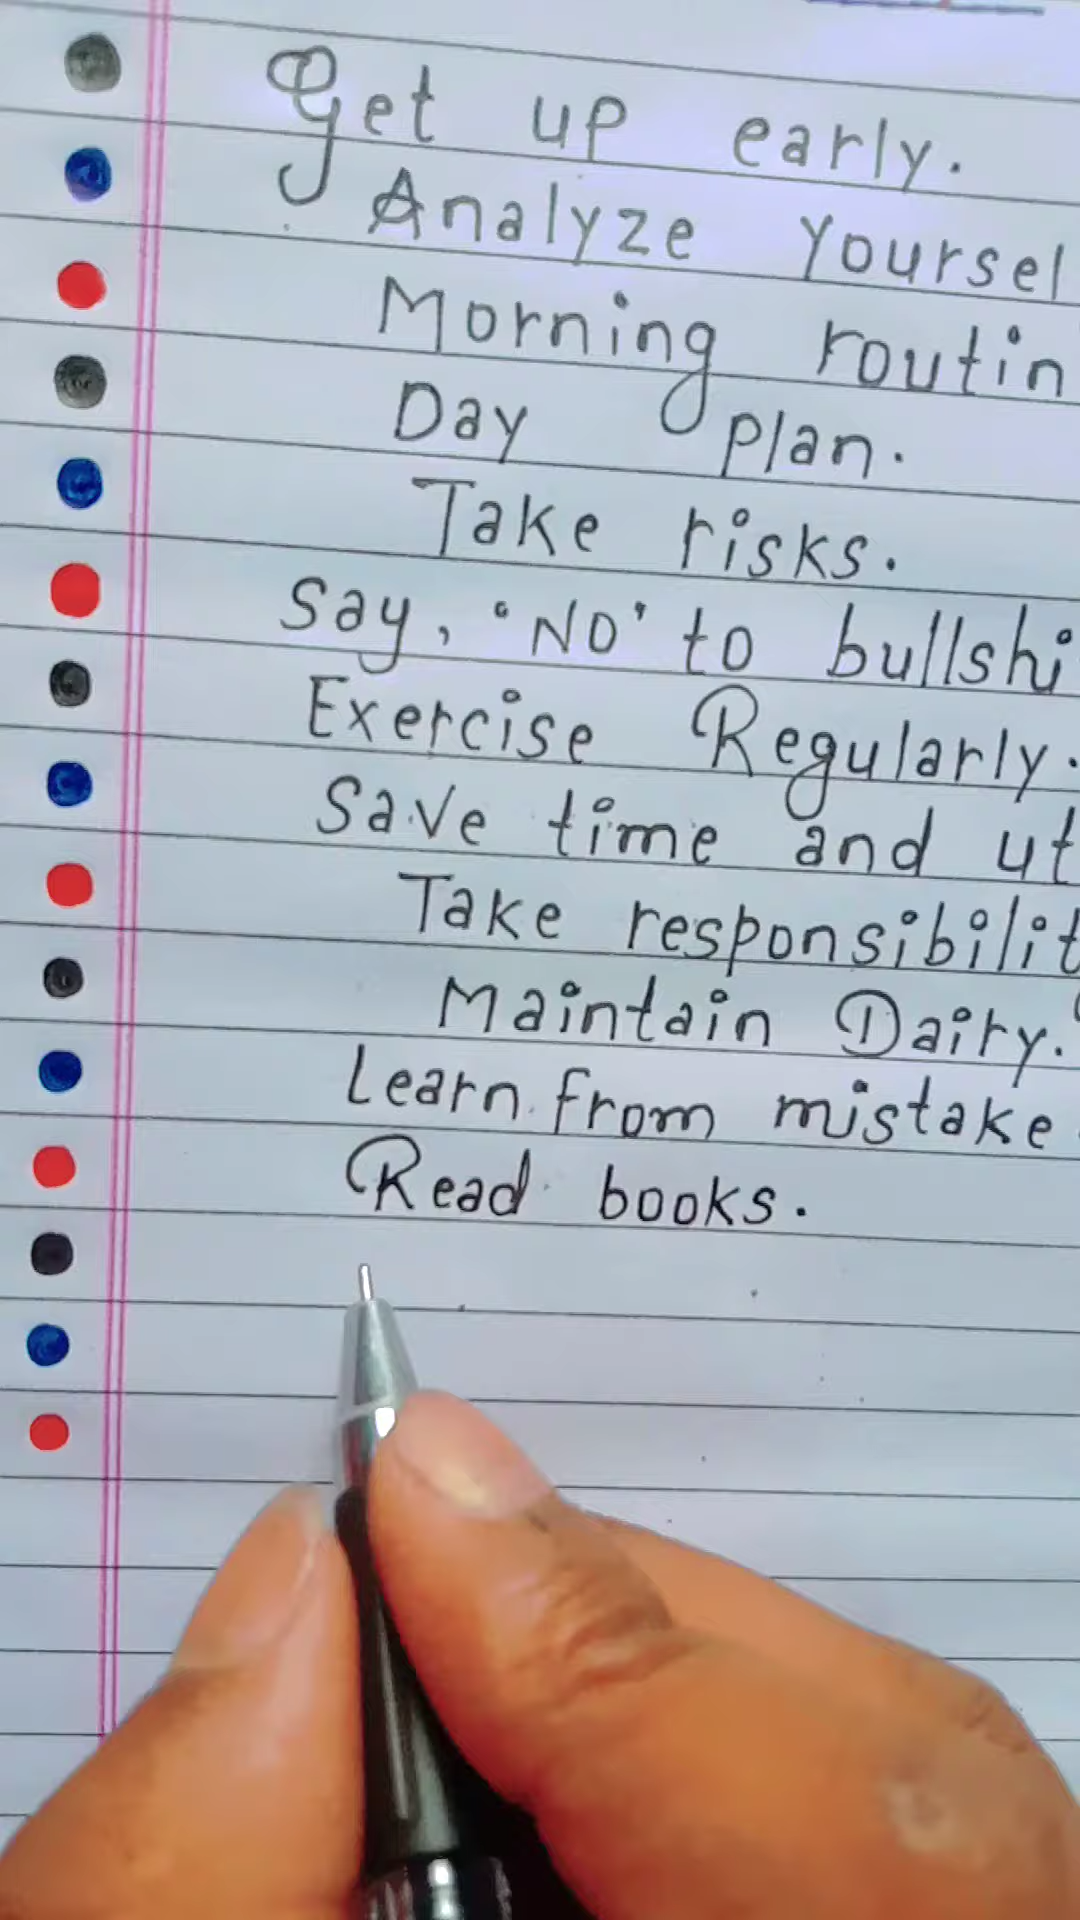 Get up early.
Analyze yoursel
Morning routin
Day plan.
Take risks.
Say, 'NO' to bullshi
Exercise Regularly.
Save time and ut
Take responsibilit
Maintain Dairy.
Learn from mistake.
Read books.